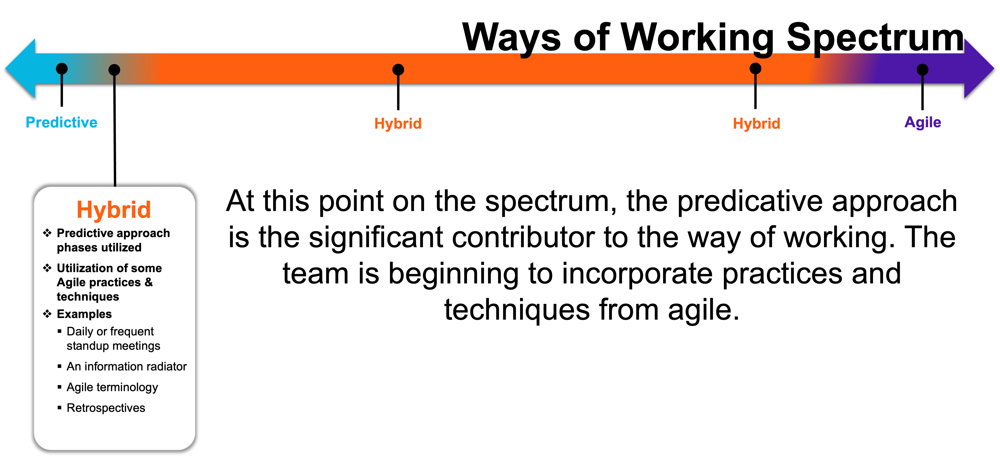 Ways of Working Spectrum
Predictive
Hybrid
Hybrid
Agile
Hybrid
❖ Predictive approach
phases utilized
❖ Utilization of some
Agile practices &
techniques
❖ Examples
▪ Daily or frequent
standup meetings
▪ An information radiator
▪ Agile terminology
▪ Retrospectives
At this point on the spectrum, the predicative approach
is the significant contributor to the way of working. The
team is beginning to incorporate practices and
techniques from agile.